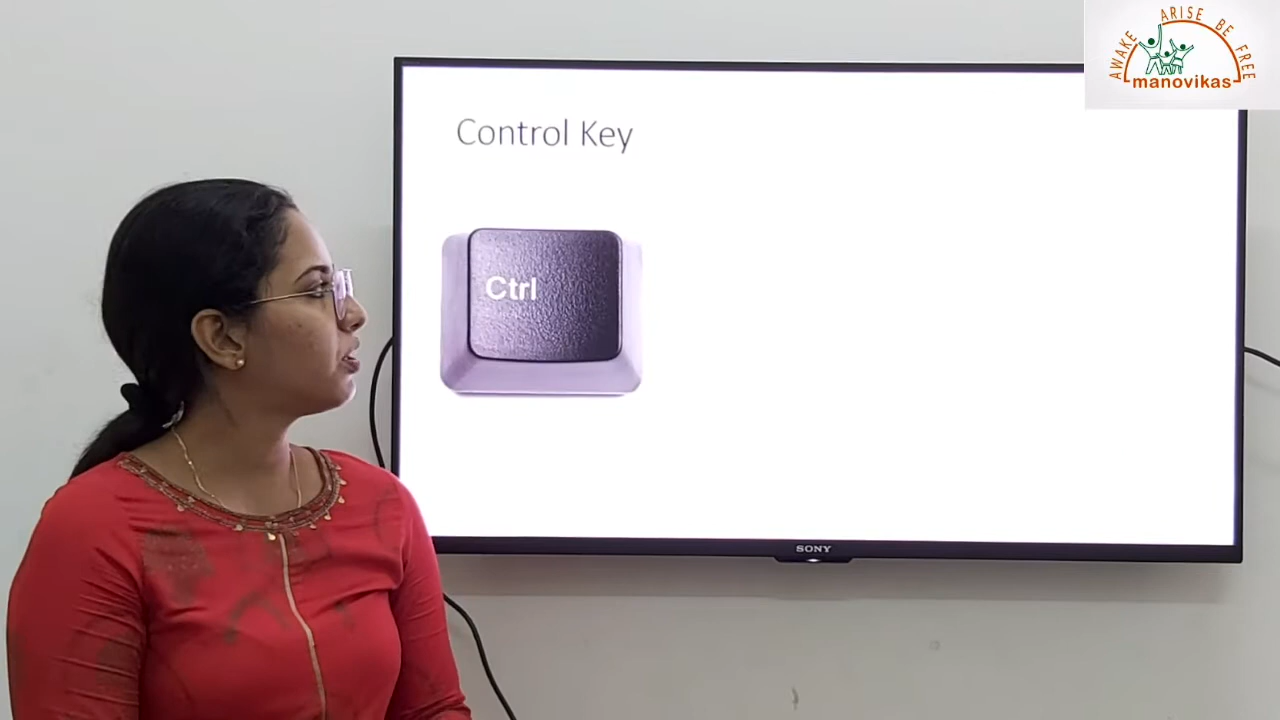 AWAKE ARISE BE FREE
manovikas
Control Key
Ctrl
SONY